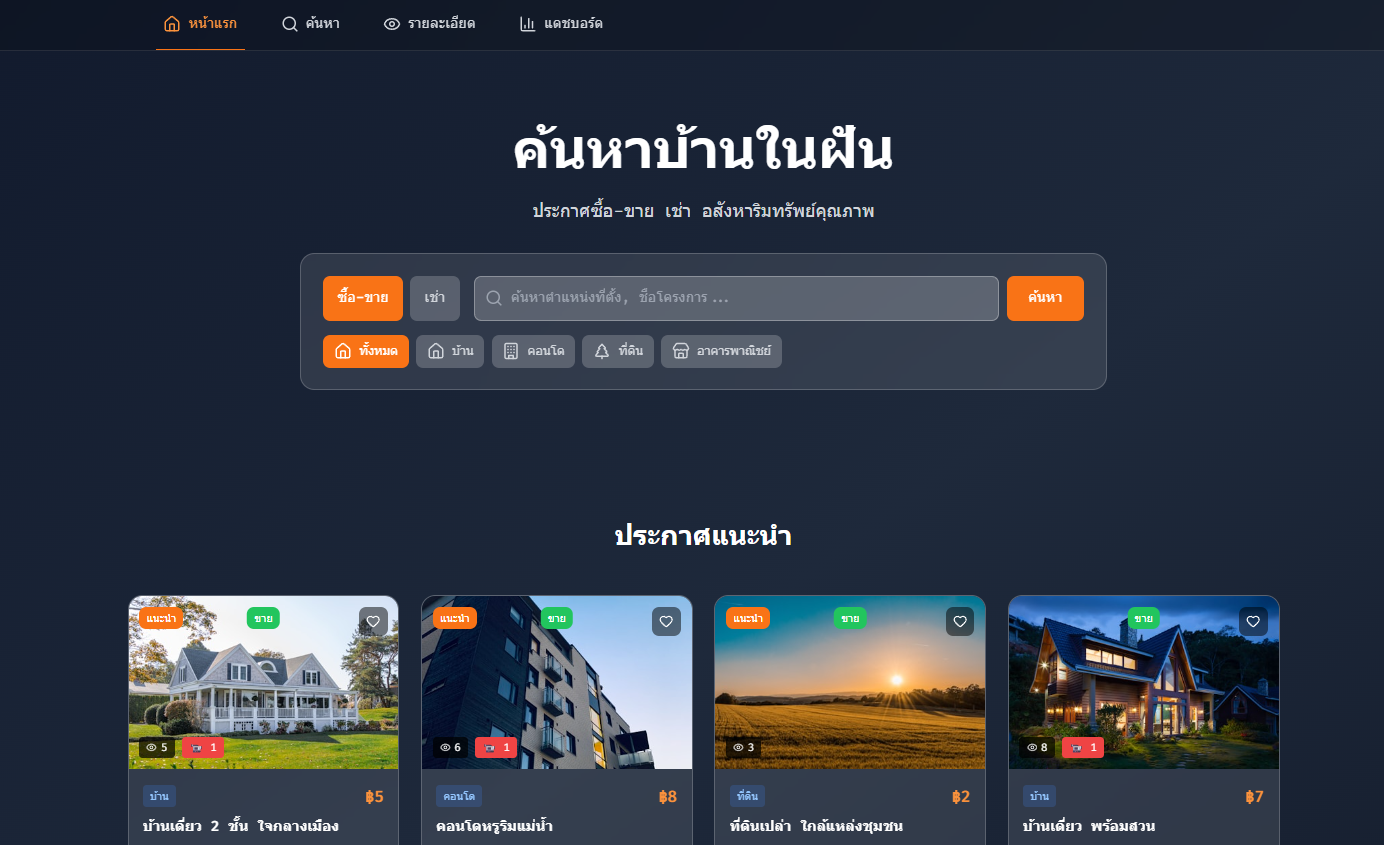 หน้าแรก ค้นหา รายละเอียด แดชบอร์ด
ค้นหาบ้านในฝัน
ประกาศซื้อ-ขาย เช่า อสังหาริมทรัพย์คุณภาพ
ซื้อ-ขาย เช่า ค้นหาตำแหน่งที่ตั้ง, ชื่อโครงการ ... ค้นหา
ทั้งหมด บ้าน คอนโด ที่ดิน อาคารพาณิชย์
ประกาศแนะนำ
แนะนำ ขาย แนะนำ ขาย แนะนำ ขาย ขาย
5 1 6 1 3 8 1
บ้าน ฿5 คอนโด ฿8 ที่ดิน ฿2 บ้าน ฿7
บ้านเดี่ยว 2 ชั้น ใจกลางเมือง คอนโดหรูริมแม่น้ำ ที่ดินเปล่า ใกล้แหล่งชุมชน บ้านเดี่ยว พร้อมสวน